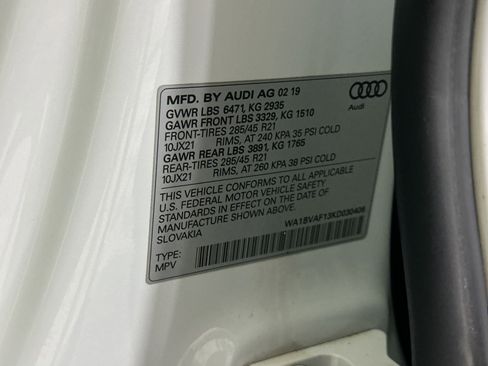 MFD. BY AUDI AG 02 19
GVWR LBS 6471, KG 2935
GAWR FRONT LBS 3329, KG 1510
FRONT-TIRES 285/45 R21
10JX21 RIMS, AT 240 KPA 35 PSI COLD
GAWR REAR LBS 3891, KG 1765
REAR-TIRES 285/45 R21
10JX21 RIMS, AT 260 KPA 38 PSI COLD
THIS VEHICLE CONFORMS TO ALL APPLICABLE
U.S. FEDERAL MOTOR VEHICLE SAFETY
STANDARDS IN EFFECT ON THE DATE OF
MANUFACTURE SHOWN ABOVE.
SLOVAKIA WA1BVAF13KD030406
TYPE:
MPV
Audi